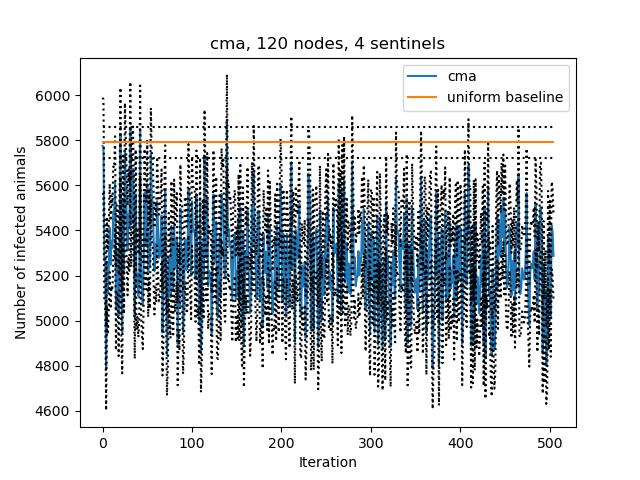 cma, 120 nodes, 4 sentinels
cma
uniform baseline
Number of infected animals
6000
5800
5600
5400
5200
5000
4800
4600
0 100 200 300 400 500
Iteration